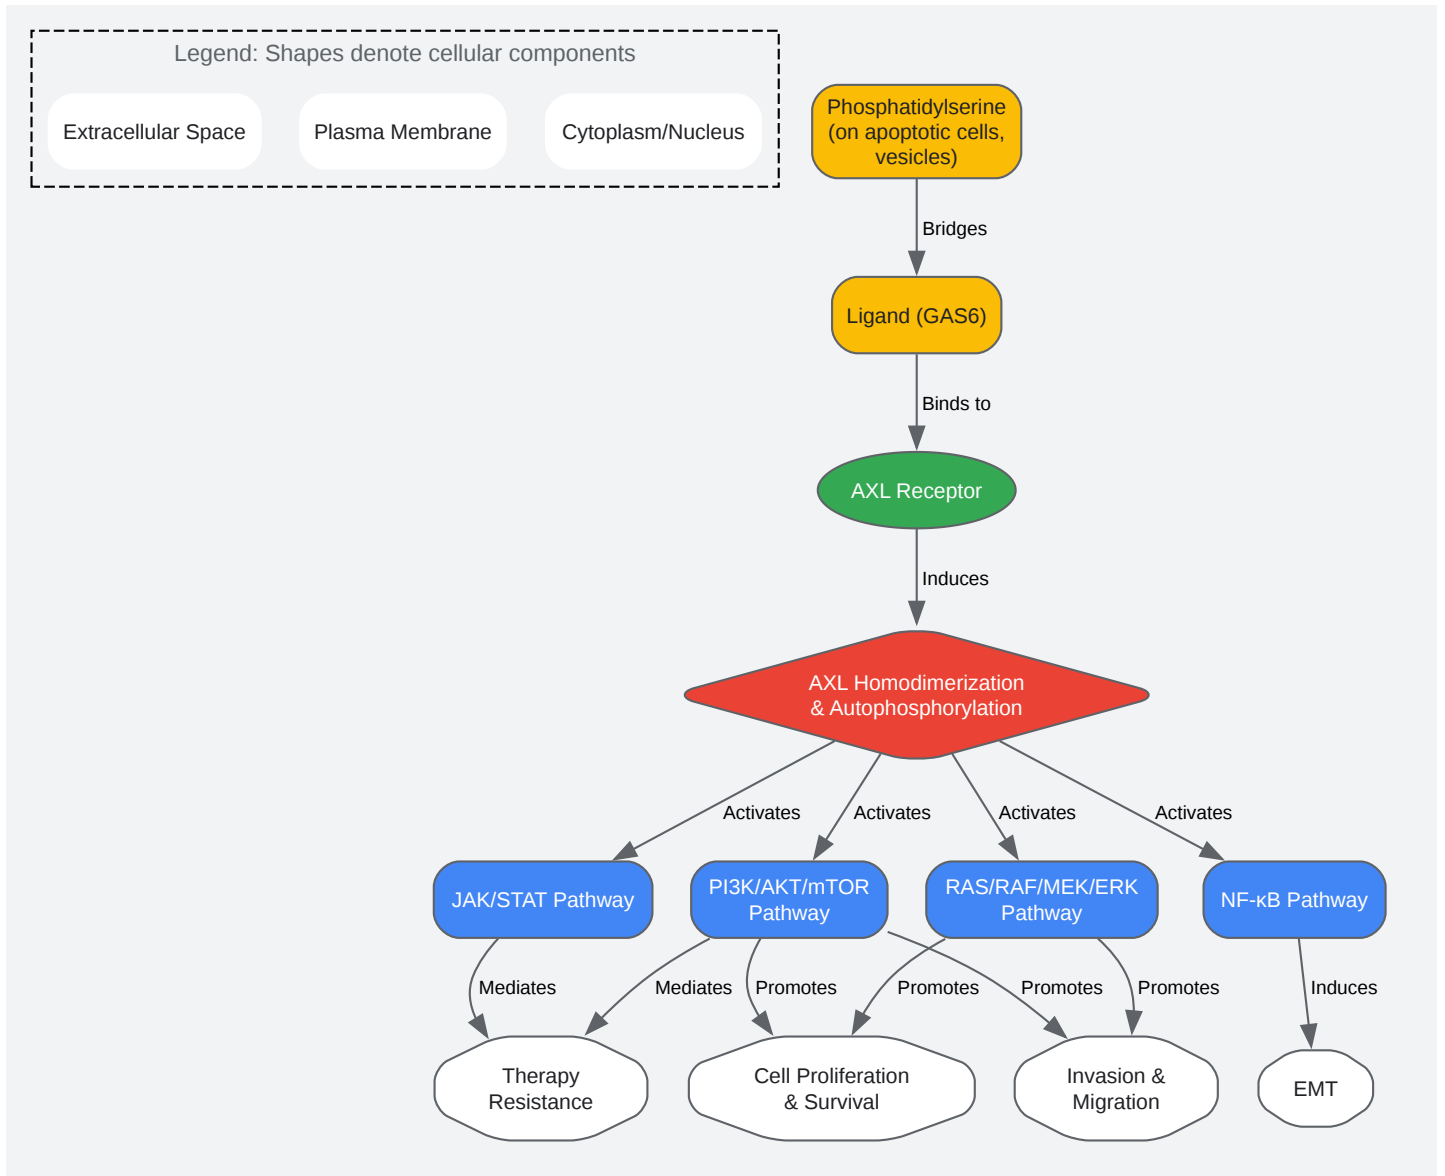 Legend: Shapes denote cellular components
Extracellular Space
Plasma Membrane
Cytoplasm/Nucleus
Phosphatidylserine
(on apoptotic cells,
vesicles)
Bridges
Ligand (GAS6)
Binds to
AXL Receptor
Induces
AXL Homodimerization
& Autophosphorylation
Activates
Activates
Activates
Activates
JAK/STAT Pathway
PI3K/AKT/mTOR
Pathway
RAS/RAF/MEK/ERK
Pathway
NF-κB Pathway
Mediates
Mediates
Promotes
Promotes
Promotes
Promotes
Induces
Therapy
Resistance
Cell Proliferation
& Survival
Invasion &
Migration
EMT